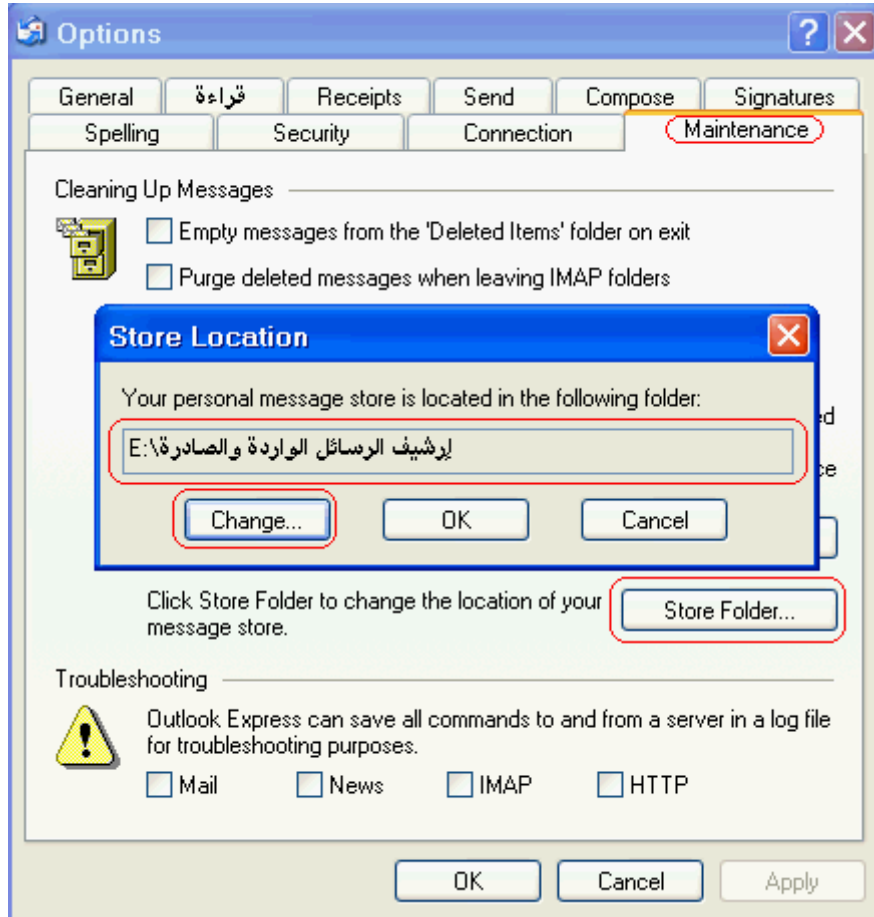 Options
General قراءة Receipts Send Compose Signatures
Spelling Security Connection Maintenance
Cleaning Up Messages
Empty messages from the 'Deleted Items' folder on exit
Purge deleted messages when leaving IMAP folders
Store Location
Your personal message store is located in the following folder:
E:\إرشيف الرسائل الواردة والصادرة
Change... OK Cancel
Click Store Folder to change the location of your
message store.
Store Folder...
Troubleshooting
Outlook Express can save all commands to and from a server in a log file
for troubleshooting purposes.
Mail News IMAP HTTP
OK Cancel Apply